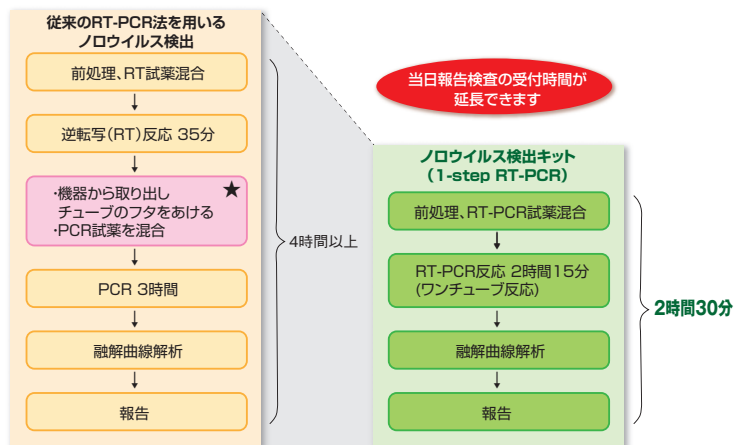 従来のRT-PCR法を用いる
ノロウイルス検出
前処理、RT試薬混合
逆転写(RT)反応 35分
・機器から取り出し
チューブのフタをあける
・PCR試薬を混合
★
PCR 3時間
融解曲線解析
報告
4時間以上
当日報告検査の受付時間が
延長できます
ノロウイルス検出キット
(1-step RT-PCR)
前処理、RT-PCR試薬混合
RT-PCR反応 2時間15分
(ワンチューブ反応)
融解曲線解析
報告
2時間30分